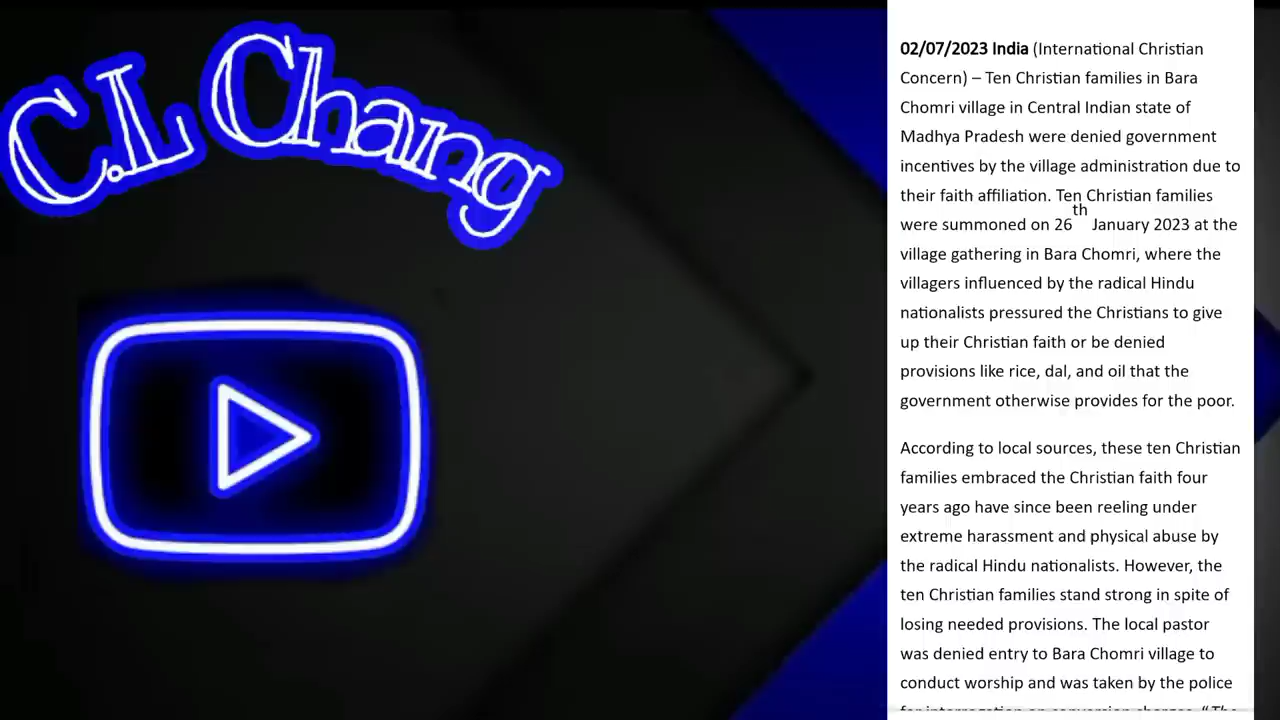 C.L Chang
02/07/2023 India (International Christian
Concern) – Ten Christian families in Bara
Chomri village in Central Indian state of
Madhya Pradesh were denied government
incentives by the village administration due to
their faith affiliation. Ten Christian families
were summoned on 26th January 2023 at the
village gathering in Bara Chomri, where the
villagers influenced by the radical Hindu
nationalists pressured the Christians to give
up their Christian faith or be denied
provisions like rice, dal, and oil that the
government otherwise provides for the poor.
According to local sources, these ten Christian
families embraced the Christian faith four
years ago have since been reeling under
extreme harassment and physical abuse by
the radical Hindu nationalists. However, the
ten Christian families stand strong in spite of
losing needed provisions. The local pastor
was denied entry to Bara Chomri village to
conduct worship and was taken by the police